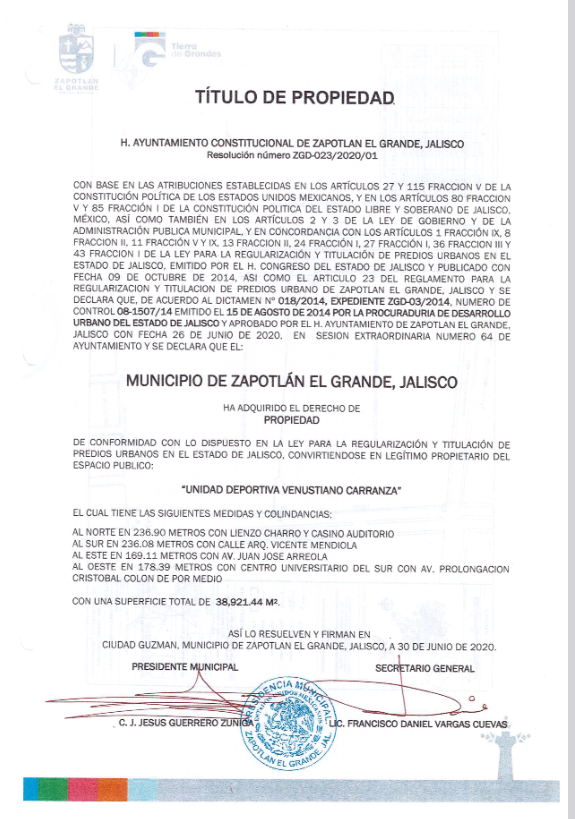 ZAPOTLÁN
EL GRANDE
G
Tierra
de Grandes
TÍTULO DE PROPIEDAD
H. AYUNTAMIENTO CONSTITUCIONAL DE ZAPOTLAN EL GRANDE, JALISCO
Resolución número ZGD-023/2020/01
CON BASE EN LAS ATRIBUCIONES ESTABLECIDAS EN LOS ARTÍCULOS 27 Y 115 FRACCION V DE LA
CONSTITUCIÓN POLÍTICA DE LOS ESTADOS UNIDOS MEXICANOS, Y EN LOS ARTÍCULOS 80 FRACCION
V Y 85 FRACCIÓN I DE LA CONSTITUCIÓN POLITICA DEL ESTADO LIBRE Y SOBERANO DE JALISCO,
MÉXICO, ASÍ COMO TAMBIÉN EN LOS ARTÍCULOS 2 Y 3 DE LA LEY DE GOBIERNO Y DE LA
ADMINISTRACIÓN PUBLICA MUNICIPAL, Y EN CONCORDANCIA CON LOS ARTÍCULOS 1 FRACCIÓN IX, 8
FRACCION II, 11 FRACCIÓN V Y IX, 13 FRACCION II, 24 FRACCIÓN I, 27 FRACCIÓN I, 36 FRACCION III Y
43 FRACCION I DE LA LEY PARA LA REGULARIZACIÓN Y TITULACIÓN DE PREDIOS URBANOS EN EL
ESTADO DE JALISCO, EMITIDO POR EL H. CONGRESO DEL ESTADO DE JALISCO Y PUBLICADO CON
FECHA 09 DE OCTUBRE DE 2014, ASI COMO EL ARTICULO 23 DEL REGLAMENTO PARA LA
REGULARIZACION Y TITULACION DE PREDIOS URBANO DE ZAPOTLAN EL GRANDE, JALISCO Y SE
DECLARA QUE, DE ACUERDO AL DICTAMEN Nº 018/2014, EXPEDIENTE ZGD-03/2014, NUMERO DE
CONTROL 08-1507/14 EMITIDO EL 15 DE AGOSTO DE 2014 POR LA PROCURADURIA DE DESARROLLO
URBANO DEL ESTADO DE JALISCO Y APROBADO POR EL H. AYUNTAMIENTO DE ZAPOTLAN EL GRANDE,
JALISCO CON FECHA 26 DE JUNIO DE 2020, EN SESION EXTRAORDINARIA NUMERO 64 DE
AYUNTAMIENTO Y SE DECLARA QUE EL:
MUNICIPIO DE ZAPOTLÁN EL GRANDE, JALISCO
HA ADQUIRIDO EL DERECHO DE
PROPIEDAD
DE CONFORMIDAD CON LO DISPUESTO EN LA LEY PARA LA REGULARIZACIÓN Y TITULACIÓN DE
PREDIOS URBANOS EN EL ESTADO DE JALISCO, CONVIRTIENDOSE EN LEGÍTIMO PROPIETARIO DEL
ESPACIO PUBLICO:
"UNIDAD DEPORTIVA VENUSTIANO CARRANZA"
EL CUAL TIENE LAS SIGUIENTES MEDIDAS Y COLINDANCIAS:
AL NORTE EN 236.90 METROS CON LIENZO CHARRO Y CASINO AUDITORIO
AL SUR EN 236.08 METROS CON CALLE ARQ. VICENTE MENDIOLA
AL ESTE EN 169.11 METROS CON AV. JUAN JOSE ARREOLA
AL OESTE EN 178.39 METROS CON CENTRO UNIVERSITARIO DEL SUR CON AV. PROLONGACION
CRISTOBAL COLON DE POR MEDIO
CON UNA SUPERFICIE TOTAL DE 38,921.44 M².
ASÍ LO RESUELVEN Y FIRMAN EN
CIUDAD GUZMAN, MUNICIPIO DE ZAPOTLAN EL GRANDE, JALISCO, A 30 DE JUNIO DE 2020.
PRESIDENTE MUNICIPAL
SECRETARIO GENERAL
PRESIDENCIA MUNICIPAL
ESTADOS UNIDOS MEXICANOS
ZAPOTLAN EL GRANDE, JAL.
C. J. JESUS GUERRERO ZUÑIGA
LIC. FRANCISCO DANIEL VARGAS CUEVAS